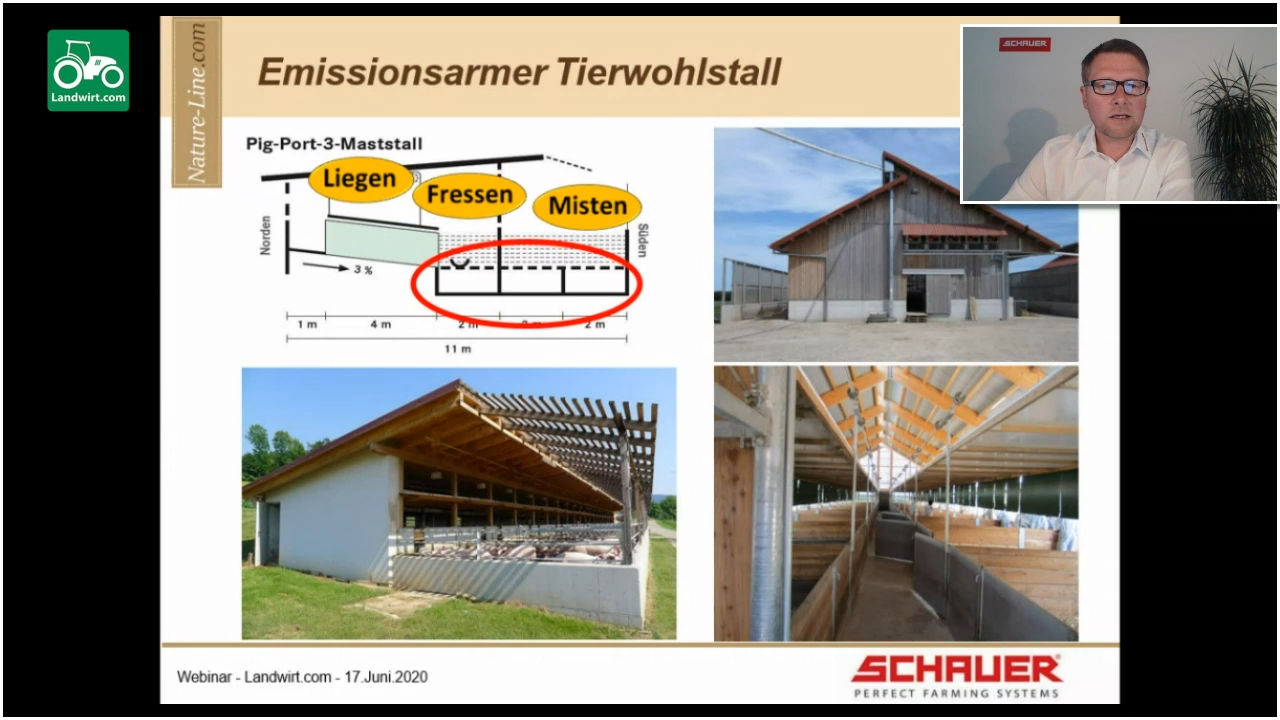 Landwirt.com
Nature-Line.com
Emissionsarmer Tierwohlstall
SCHAUER
Pig-Port-3-Maststall
Liegen
Fressen
Misten
Norden
Süden
3 %
1 m
4 m
2 m
2 m
11 m
Webinar - Landwirt.com - 17.Juni.2020
SCHAUER
PERFECT FARMING SYSTEMS